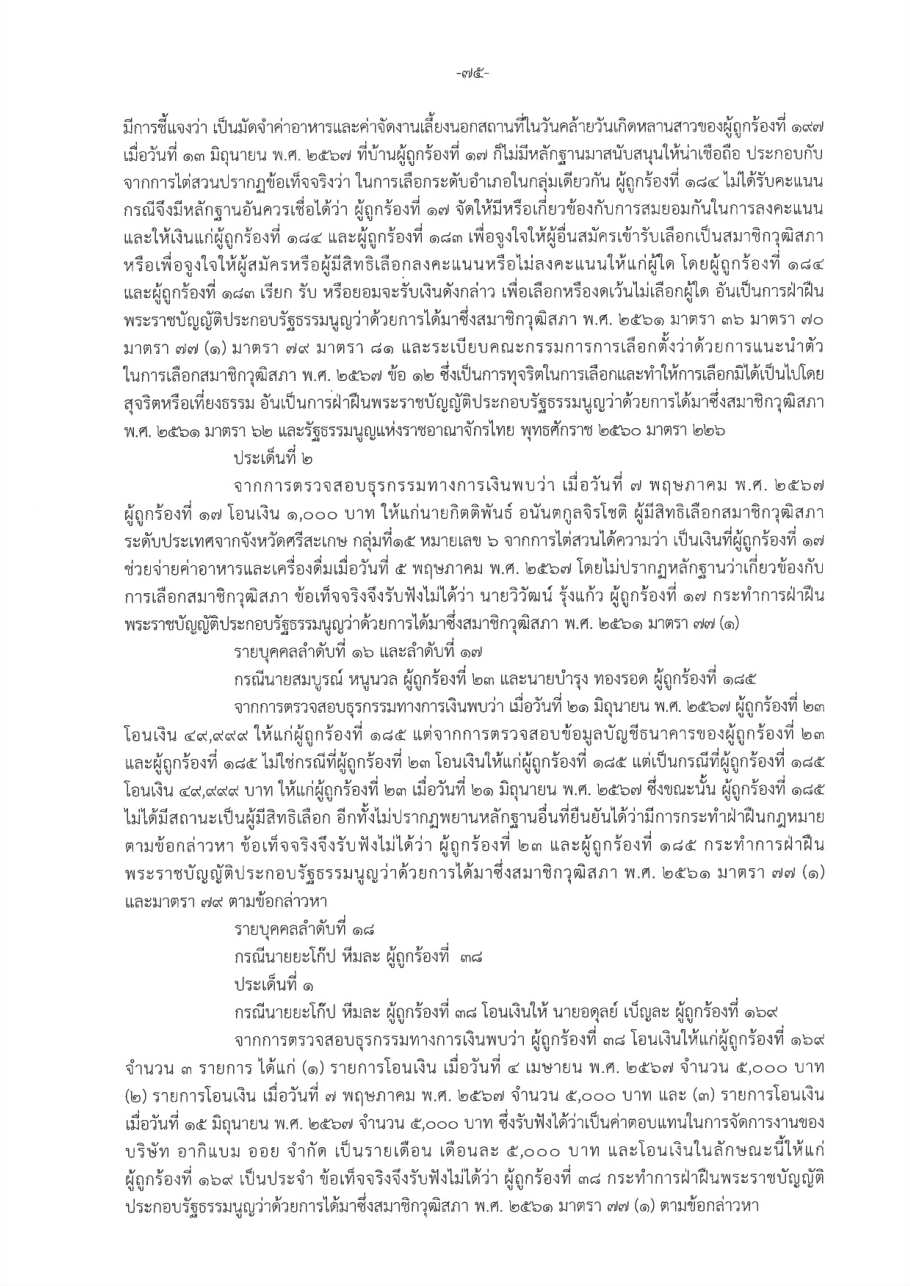 -๗๕-
มีการชี้แจงว่า เป็นมัดจำค่าอาหารและค่าจัดงานเลี้ยงนอกสถานที่ในวันคล้ายวันเกิดหลานสาวของผู้ถูกร้องที่ ๑๙๗
เมื่อวันที่ ๑๓ มิถุนายน พ.ศ. ๒๕๖๗ ที่บ้านผู้ถูกร้องที่ ๑๗ ก็ไม่มีหลักฐานมาสนับสนุนให้น่าเชื่อถือ ประกอบกับ
จากการไต่สวนปรากฏข้อเท็จจริงว่า ในการเลือกระดับอำเภอในกลุ่มเดียวกัน ผู้ถูกร้องที่ ๑๘๔ ไม่ได้รับคะแนน
กรณีจึงมีหลักฐานอันควรเชื่อได้ว่า ผู้ถูกร้องที่ ๑๗ จัดให้มีหรือเกี่ยวข้องกับการสมยอมกันในการลงคะแนน
และให้เงินแก่ผู้ถูกร้องที่ ๑๘๔ และผู้ถูกร้องที่ ๑๘๓ เพื่อจูงใจให้ผู้อื่นสมัครเข้ารับเลือกเป็นสมาชิกวุฒิสภา
หรือเพื่อจูงใจให้ผู้สมัครหรือผู้มีสิทธิเลือกลงคะแนนหรือไม่ลงคะแนนให้แก่ผู้ใด โดยผู้ถูกร้องที่ ๑๘๔
และผู้ถูกร้องที่ ๑๘๓ เรียก รับ หรือยอมจะรับเงินดังกล่าว เพื่อเลือกหรืองดเว้นไม่เลือกผู้ใด อันเป็นการฝ่าฝืน
พระราชบัญญัติประกอบรัฐธรรมนูญว่าด้วยการได้มาซึ่งสมาชิกวุฒิสภา พ.ศ. ๒๕๖๑ มาตรา ๓๖ มาตรา ๗๐
มาตรา ๗๗ (๑) มาตรา ๗๙ มาตรา ๘๑ และระเบียบคณะกรรมการการเลือกตั้งว่าด้วยการแนะนำตัว
ในการเลือกสมาชิกวุฒิสภา พ.ศ. ๒๕๖๗ ข้อ ๑๒ ซึ่งเป็นการทุจริตในการเลือกและทำให้การเลือกมิได้เป็นไปโดย
สุจริตหรือเที่ยงธรรม อันเป็นการฝ่าฝืนพระราชบัญญัติประกอบรัฐธรรมนูญว่าด้วยการได้มาซึ่งสมาชิกวุฒิสภา
พ.ศ. ๒๕๖๑ มาตรา ๖๒ และรัฐธรรมนูญแห่งราชอาณาจักรไทย พุทธศักราช ๒๕๖๐ มาตรา ๒๒๖
ประเด็นที่ ๒
จากการตรวจสอบธุรกรรมทางการเงินพบว่า เมื่อวันที่ ๗ พฤษภาคม พ.ศ. ๒๕๖๗
ผู้ถูกร้องที่ ๑๗ โอนเงิน ๑,๐๐๐ บาท ให้แก่นายกิตติพันธ์ อนันตกูลจิรโชติ ผู้มีสิทธิเลือกสมาชิกวุฒิสภา
ระดับประเทศจากจังหวัดศรีสะเกษ กลุ่มที่๑๕ หมายเลข ๖ จากการไต่สวนได้ความว่า เป็นเงินที่ผู้ถูกร้องที่ ๑๗
ช่วยจ่ายค่าอาหารและเครื่องดื่มเมื่อวันที่ ๕ พฤษภาคม พ.ศ. ๒๕๖๗ โดยไม่ปรากฏหลักฐานว่าเกี่ยวข้องกับ
การเลือกสมาชิกวุฒิสภา ข้อเท็จจริงจึงรับฟังไม่ได้ว่า นายวิวัฒน์ รุ้งแก้ว ผู้ถูกร้องที่ ๑๗ กระทำการฝ่าฝืน
พระราชบัญญัติประกอบรัฐธรรมนูญว่าด้วยการได้มาซึ่งสมาชิกวุฒิสภา พ.ศ. ๒๕๖๑ มาตรา ๗๗ (๑)
รายบุคคลลำดับที่ ๑๖ และลำดับที่ ๑๗
กรณีนายสมบูรณ์ หนูนวล ผู้ถูกร้องที่ ๒๓ และนายบำรุง ทองรอด ผู้ถูกร้องที่ ๑๘๕
จากการตรวจสอบธุรกรรมทางการเงินพบว่า เมื่อวันที่ ๒๑ มิถุนายน พ.ศ. ๒๕๖๗ ผู้ถูกร้องที่ ๒๓
โอนเงิน ๔๙,๙๙๙ ให้แก่ผู้ถูกร้องที่ ๑๘๕ แต่จากการตรวจสอบข้อมูลบัญชีธนาคารของผู้ถูกร้องที่ ๒๓
และผู้ถูกร้องที่ ๑๘๕ ไม่ใช่กรณีที่ผู้ถูกร้องที่ ๒๓ โอนเงินให้แก่ผู้ถูกร้องที่ ๑๘๕ แต่เป็นกรณีที่ผู้ถูกร้องที่ ๑๘๕
โอนเงิน ๔๙,๙๙๙ บาท ให้แก่ผู้ถูกร้องที่ ๒๓ เมื่อวันที่ ๒๑ มิถุนายน พ.ศ. ๒๕๖๗ ซึ่งขณะนั้น ผู้ถูกร้องที่ ๑๘๕
ไม่ได้มีสถานะเป็นผู้มีสิทธิเลือก อีกทั้งไม่ปรากฏพยานหลักฐานอื่นที่ยืนยันได้ว่ามีการกระทำฝ่าฝืนกฎหมาย
ตามข้อกล่าวหา ข้อเท็จจริงจึงรับฟังไม่ได้ว่า ผู้ถูกร้องที่ ๒๓ และผู้ถูกร้องที่ ๑๘๕ กระทำการฝ่าฝืน
พระราชบัญญัติประกอบรัฐธรรมนูญว่าด้วยการได้มาซึ่งสมาชิกวุฒิสภา พ.ศ. ๒๕๖๑ มาตรา ๗๗ (๑)
และมาตรา ๗๙ ตามข้อกล่าวหา
รายบุคคลลำดับที่ ๑๘
กรณีนายยะโก๊ป หีมละ ผู้ถูกร้องที่ ๓๘
ประเด็นที่ ๑
กรณีนายยะโก๊ป หีมละ ผู้ถูกร้องที่ ๓๘ โอนเงินให้ นายอดุลย์ เบ็ญละ ผู้ถูกร้องที่ ๑๖๙
จากการตรวจสอบธุรกรรมทางการเงินพบว่า ผู้ถูกร้องที่ ๓๘ โอนเงินให้แก่ผู้ถูกร้องที่ ๑๖๙
จำนวน ๓ รายการ ได้แก่ (๑) รายการโอนเงิน เมื่อวันที่ ๔ เมษายน พ.ศ. ๒๕๖๗ จำนวน ๕,๐๐๐ บาท
(๒) รายการโอนเงิน เมื่อวันที่ ๗ พฤษภาคม พ.ศ. ๒๕๖๗ จำนวน ๕,๐๐๐ บาท และ (๓) รายการโอนเงิน
เมื่อวันที่ ๑๕ มิถุนายน พ.ศ. ๒๕๖๗ จำนวน ๕,๐๐๐ บาท ซึ่งรับฟังได้ว่าเป็นค่าตอบแทนในการจัดการงานของ
บริษัท อากิแบม ออย จำกัด เป็นรายเดือน เดือนละ ๕,๐๐๐ บาท และโอนเงินในลักษณะนี้ให้แก่
ผู้ถูกร้องที่ ๑๖๙ เป็นประจำ ข้อเท็จจริงจึงรับฟังไม่ได้ว่า ผู้ถูกร้องที่ ๓๘ กระทำการฝ่าฝืนพระราชบัญญัติ
ประกอบรัฐธรรมนูญว่าด้วยการได้มาซึ่งสมาชิกวุฒิสภา พ.ศ. ๒๕๖๑ มาตรา ๗๗ (๑) ตามข้อกล่าวหา